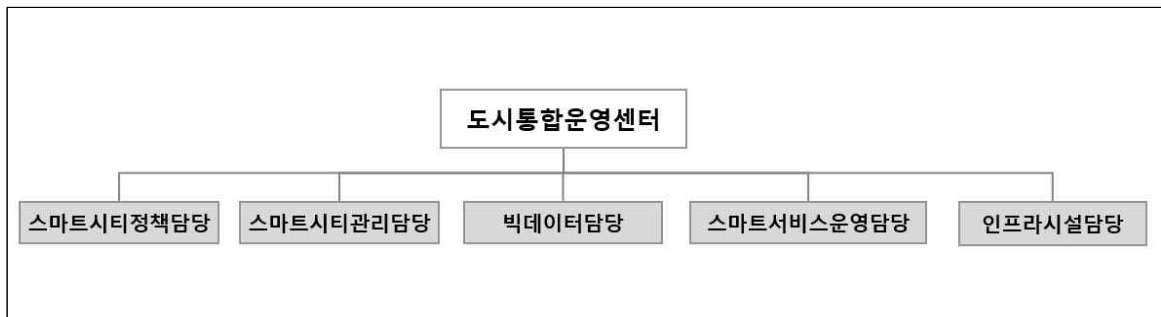 도시통합운영센터
스마트시티정책담당
스마트시티관리담당
빅데이터담당
스마트서비스운영담당
인프라시설담당